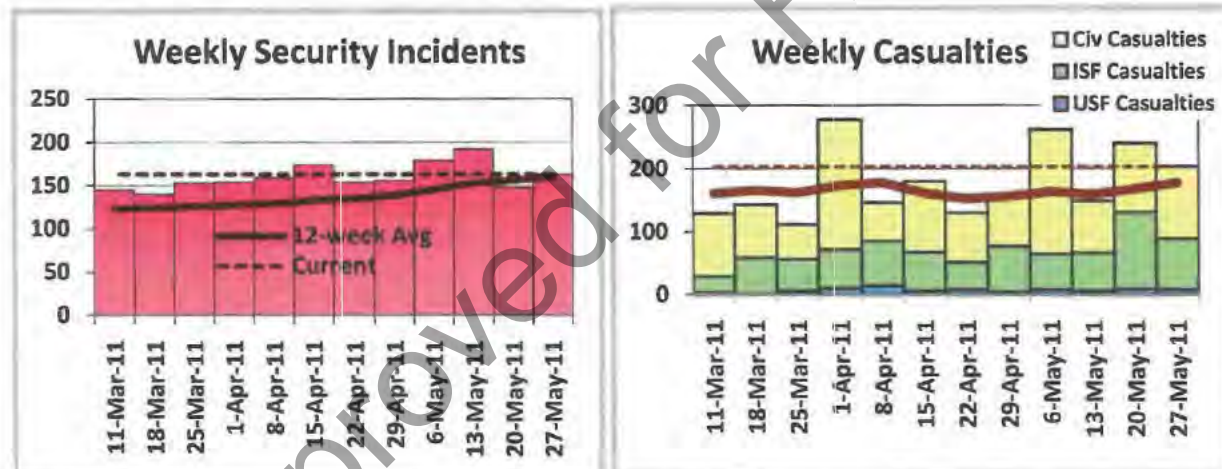 Weekly Security Incidents
250
200
150
100
50
0
12-week Avg
Current
11-Mar-11
18-Mar-11
25-Mar-11
1-Apr-11
8-Apr-11
15-Apr-11
22-Apr-11
29-Apr-11
6-May-11
13-May-11
20-May-11
27-May-11
Weekly Casualties
Civ Casualties
ISF Casualties
USF Casualties
300
200
100
0
11-Mar-11
18-Mar-11
25-Mar-11
1-Apr-11
8-Apr-11
15-Apr-11
22-Apr-11
29-Apr-11
6-May-11
13-May-11
20-May-11
27-May-11
proved for